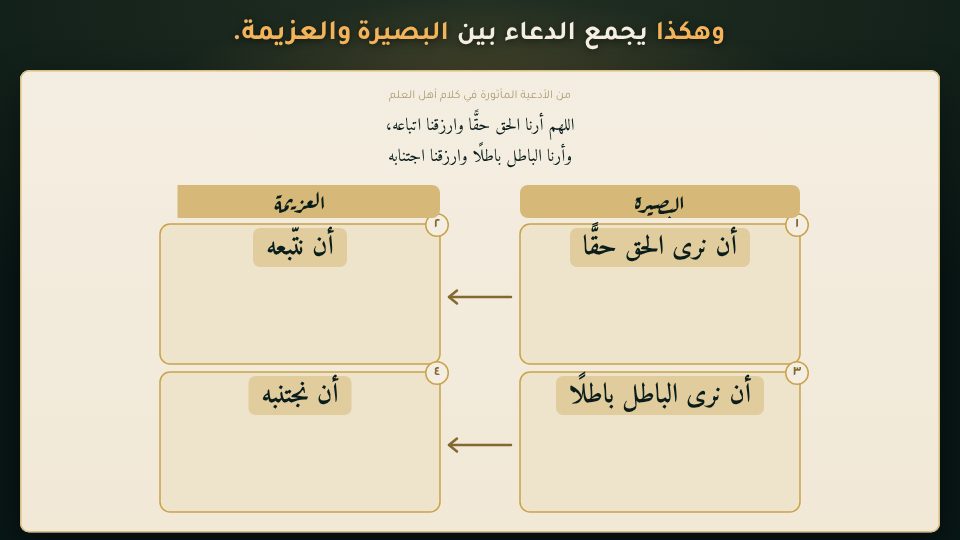 وهكذا يجمع الدعاء بين البصيرة والعزيمة.
من الأدعية المأثورة في كلام أهل العلم
اللهم أرنا الحق حقًّا وارزقنا اتباعه،
وأرنا الباطل باطلًا وارزقنا اجتنابه
البصيرة
العزيمة
١
أن نرى الحق حقًّا
٢
أن نتّبعه
٣
أن نرى الباطل باطلًا
٤
أن نجتنبه